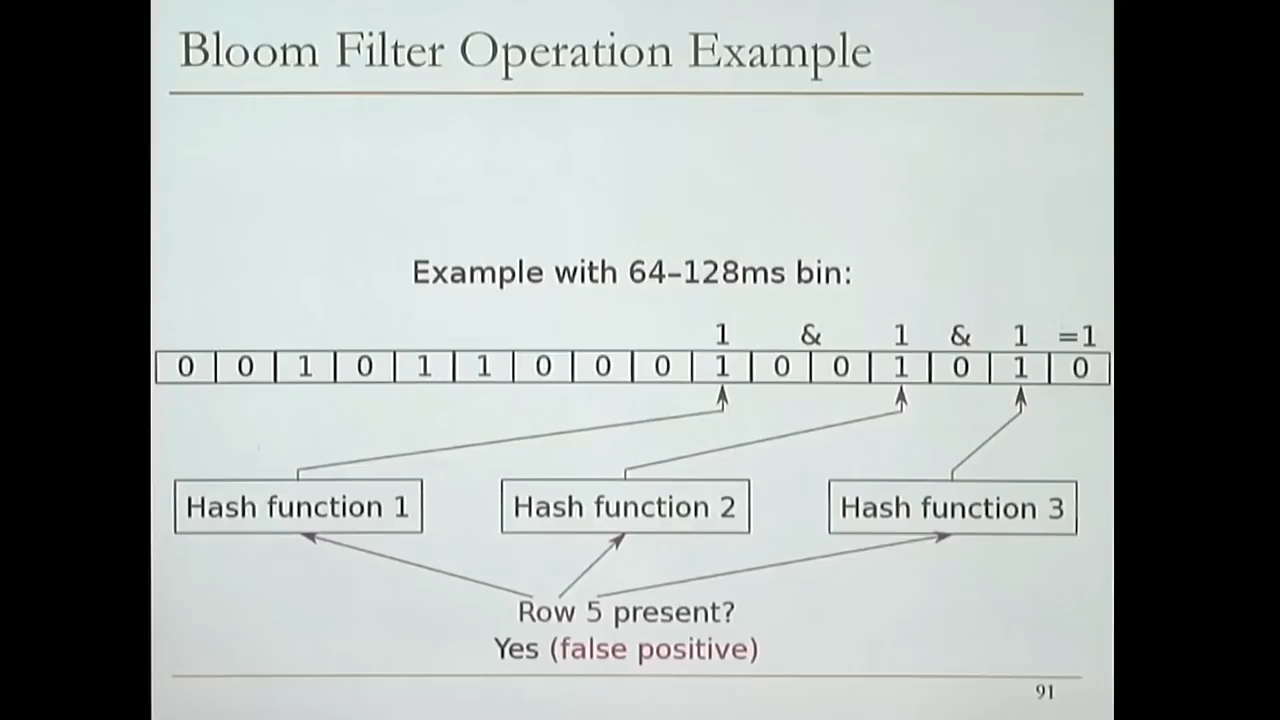 Bloom Filter Operation Example
Example with 64–128ms bin:
1 & 1 & 1 =1
0 0 1 0 1 1 0 0 0 1 0 0 1 0 1 0
Hash function 1 Hash function 2 Hash function 3
Row 5 present?
Yes (false positive)
91